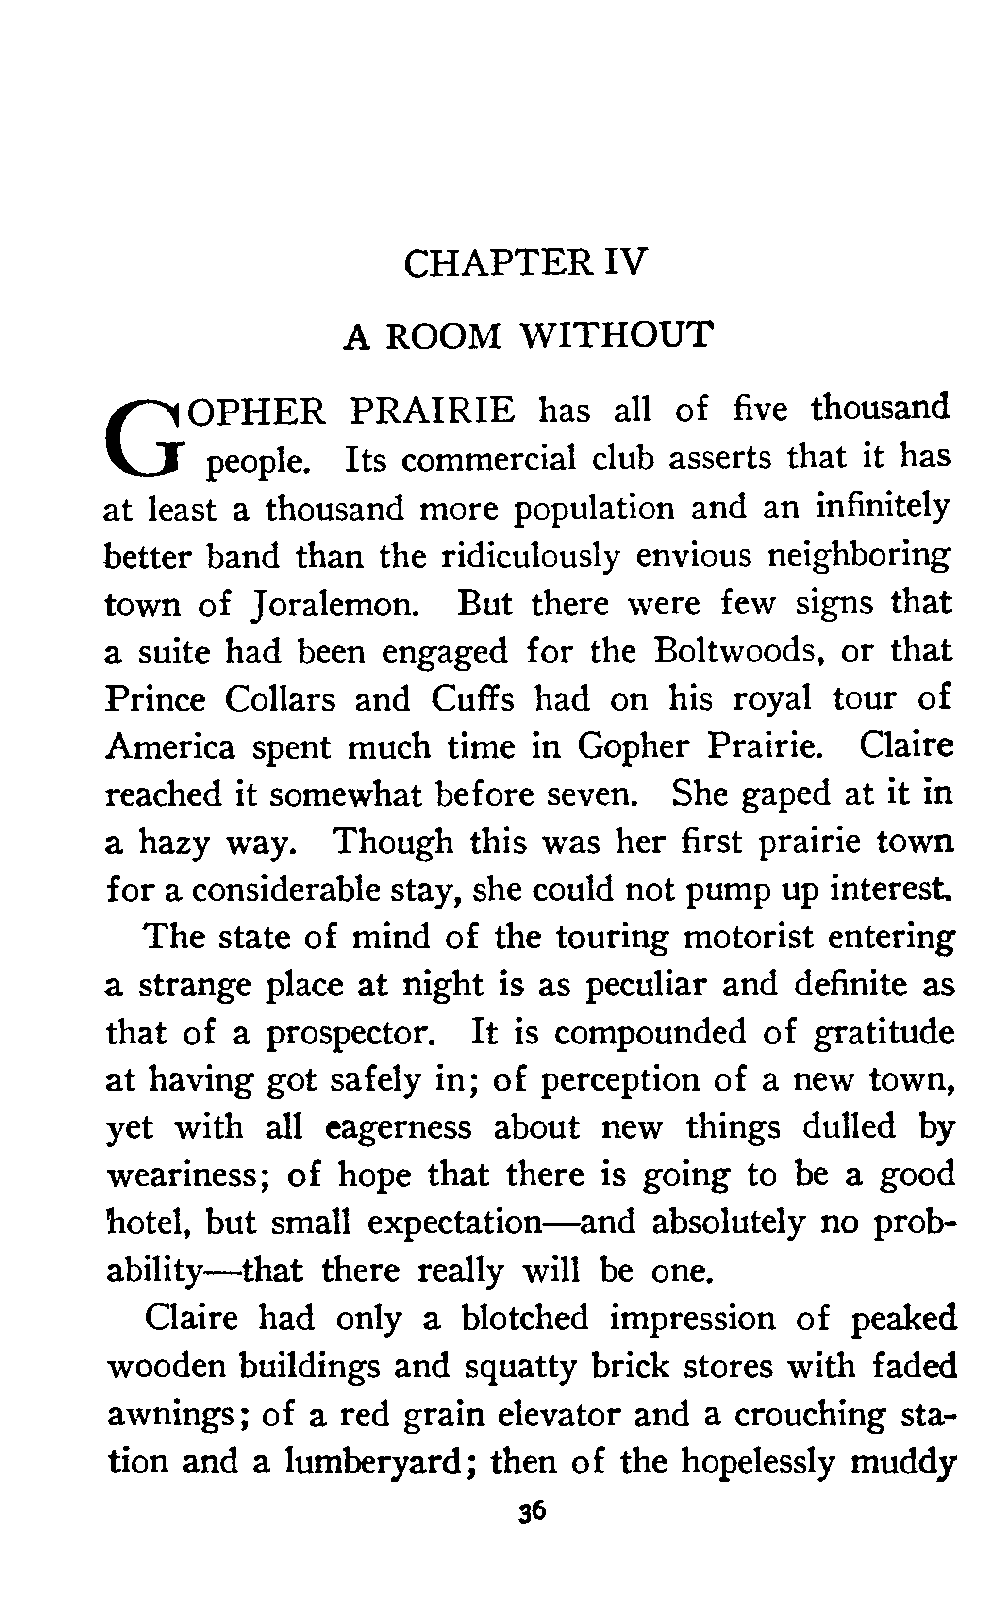 CHAPTER IV
A ROOM WITHOUT
GOPHER PRAIRIE has all of five thousand
people. Its commercial club asserts that it has
at least a thousand more population and an infinitely
better band than the ridiculously envious neighboring
town of Joralemon. But there were few signs that
a suite had been engaged for the Boltwoods, or that
Prince Collars and Cuffs had on his royal tour of
America spent much time in Gopher Prairie. Claire
reached it somewhat before seven. She gaped at it in
a hazy way. Though this was her first prairie town
for a considerable stay, she could not pump up interest.
The state of mind of the touring motorist entering
a strange place at night is as peculiar and definite as
that of a prospector. It is compounded of gratitude
at having got safely in; of perception of a new town,
yet with all eagerness about new things dulled by
weariness; of hope that there is going to be a good
hotel, but small expectation—and absolutely no prob-
ability—that there really will be one.
Claire had only a blotched impression of peaked
wooden buildings and squatty brick stores with faded
awnings; of a red grain elevator and a crouching sta-
tion and a lumberyard; then of the hopelessly muddy
36